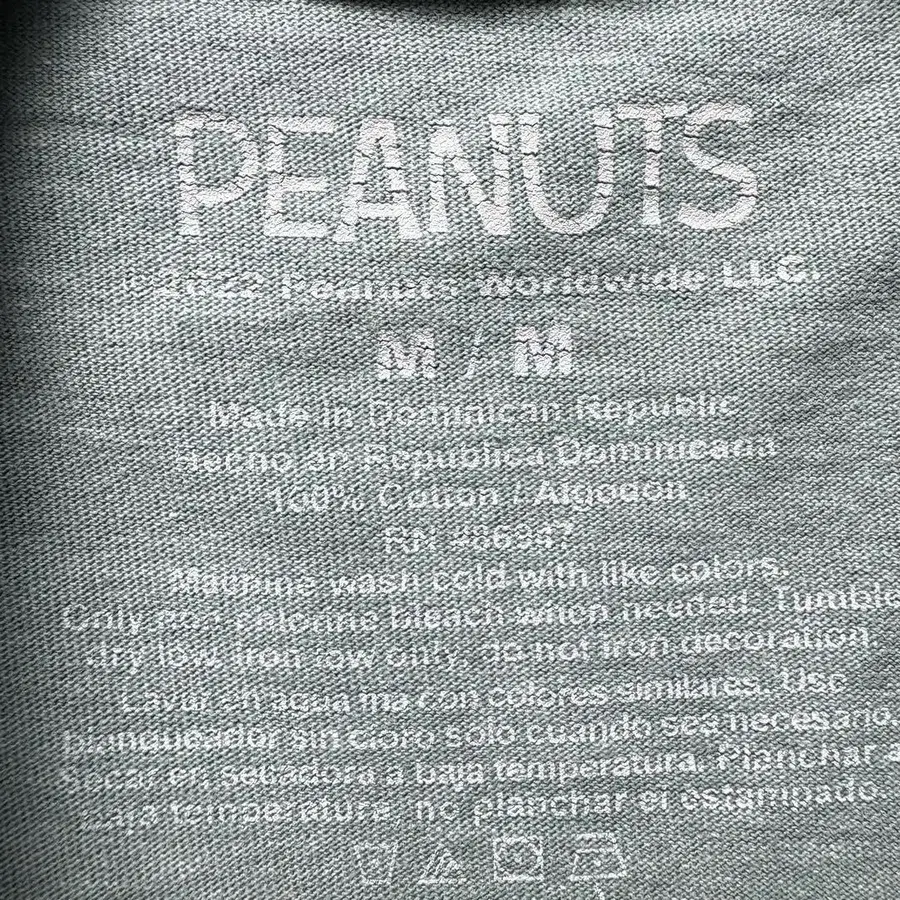 PEANUTS
2022 Peanuts Worldwide LLC.
M / M
Made in Dominican Republic
Hecho en Republica Dominicana
100% Cotton / Algodon
RN
Machine wash cold with like colors.
Only non chlorine bleach when needed. Tumble
dry low. Iron low only, do not iron decoration.
Lavar en agua fria con colores similares. Use
blanqueador sin cloro solo cuando sea necesario.
Secar en secadora a baja temperatura. Planchar a
baja temperatura, no planchar el estampado.